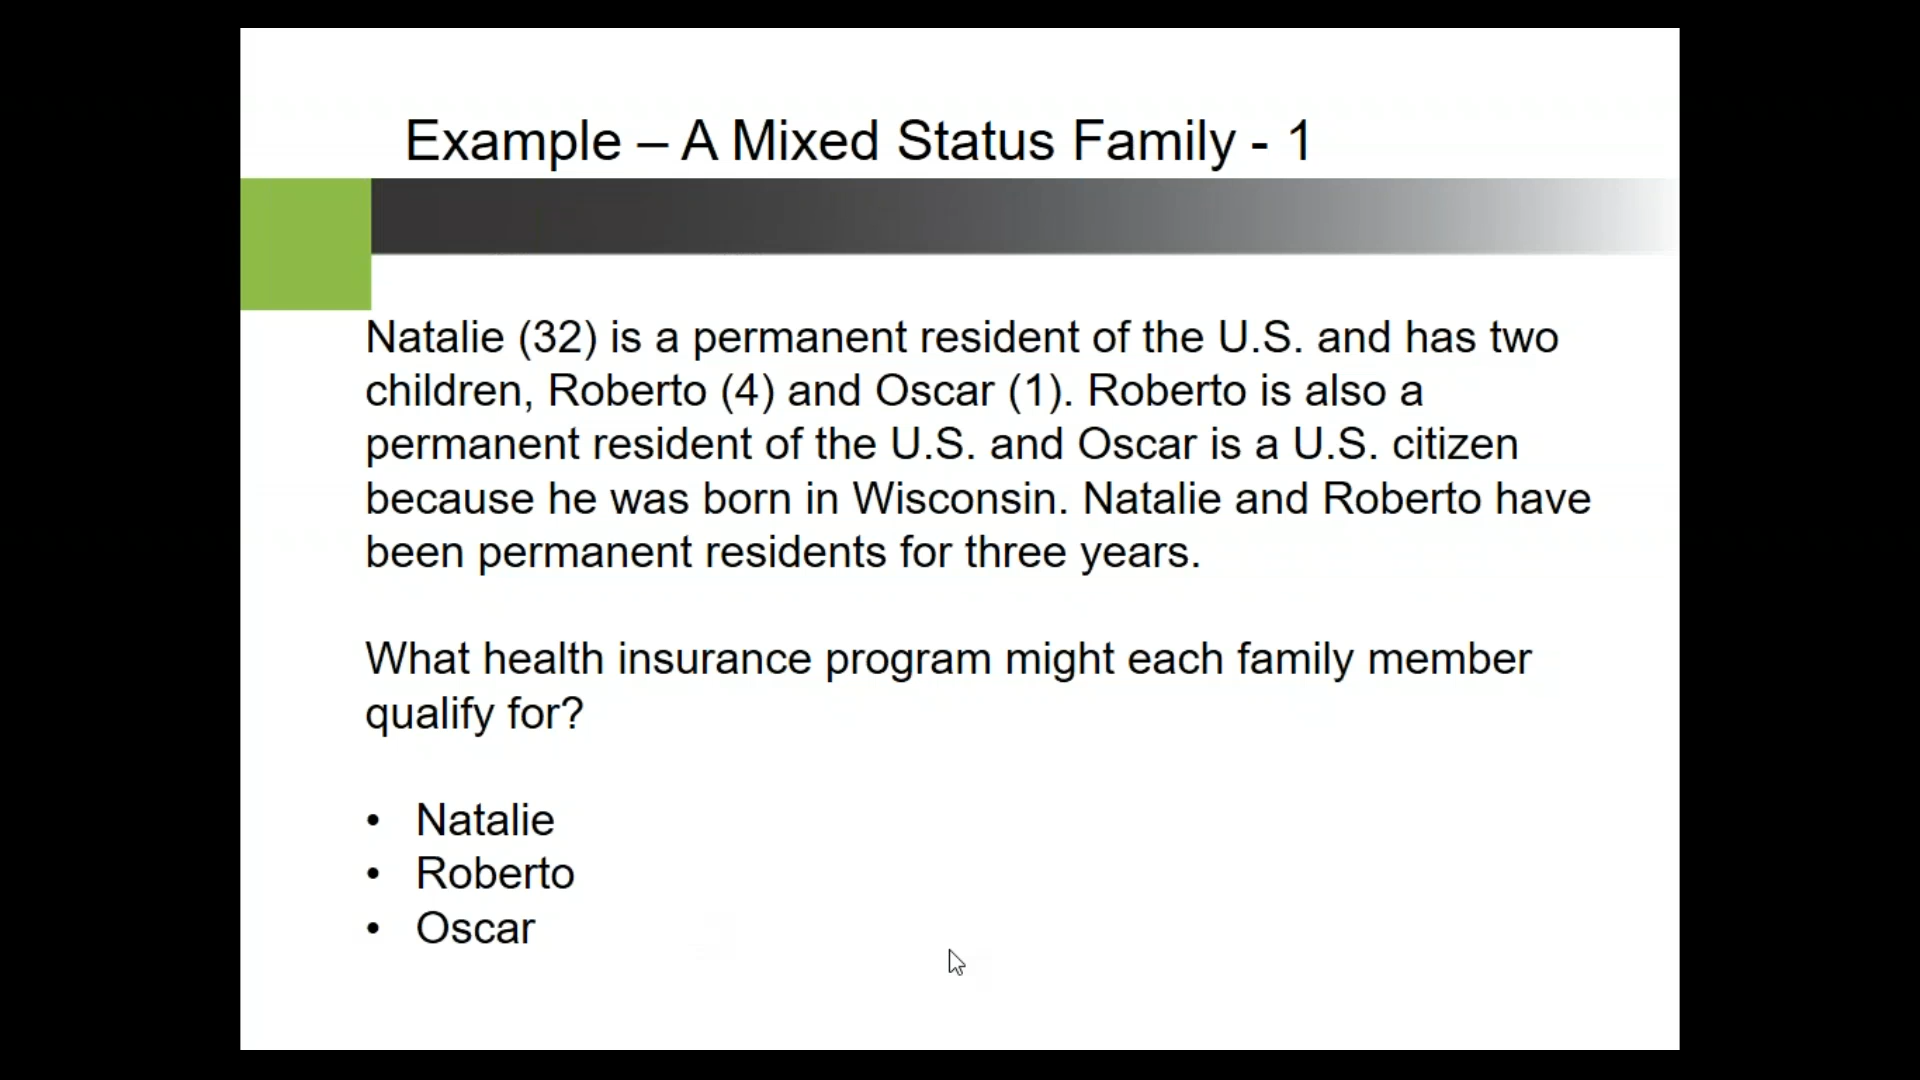 Example – A Mixed Status Family - 1
Natalie (32) is a permanent resident of the U.S. and has two
children, Roberto (4) and Oscar (1). Roberto is also a
permanent resident of the U.S. and Oscar is a U.S. citizen
because he was born in Wisconsin. Natalie and Roberto have
been permanent residents for three years.
What health insurance program might each family member
qualify for?
• Natalie
• Roberto
• Oscar